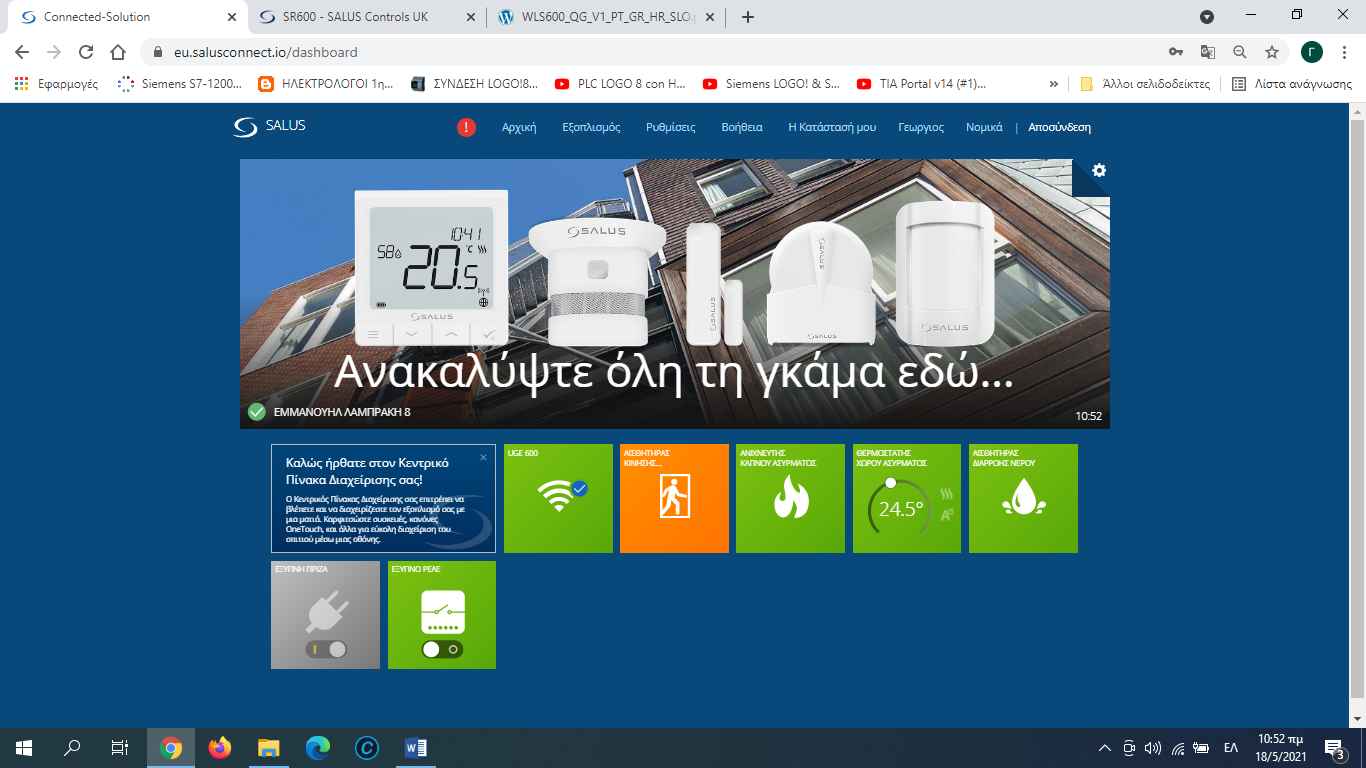 Connected-Solution
SR600 - SALUS Controls UK
WLS600_QG_V1_PT_GR_HR_SLO.
eu.salusconnect.io/dashboard
Γ
Εφαρμογές
Siemens S7-1200...
ΗΛΕΚΤΡΟΛΟΓΟΙ 1η...
ΣΥΝΔΕΣΗ LOGO!8...
PLC LOGO 8 con H...
Siemens LOGO! & S...
TIA Portal v14 (#1)...
»
Άλλοι σελιδοδείκτες
Λίστα ανάγνωσης
SALUS
!
Αρχική
Εξοπλισμός
Ρυθμίσεις
Βοήθεια
Η Κατάστασή μου
Γεωργιος
Νομικά
|
Αποσύνδεση
10:41
58
20.5
°C
SALUS
SALUS
SALUS
SALUS
SALUS
SALUS
Ανακαλύψτε όλη τη γκάμα εδώ...
ΕΜΜΑΝΟΥΗΛ ΛΑΜΠΡΑΚΗ 8
10:52
Καλώς ήρθατε στον Κεντρικό
Πίνακα Διαχείρισης σας!
Ο Κεντρικός Πίνακας Διαχείρισης σας επιτρέπει να
βλέπετε και να διαχειρίζεστε τον εξοπλισμό σας με
μια ματιά. Καρφιτσώστε συσκευές, κανόνες
OneTouch, και άλλα για εύκολη διαχείριση του
σπιτιού μέσω μιας οθόνης.
UGE 600
ΑΙΣΘΗΤΗΡΑΣ
ΚΙΝΗΣΗΣ...
ΑΝΙΧΝΕΥΤΗΣ
ΚΑΠΝΟΥ ΑΣΥΡΜΑΤΟΣ
ΘΕΡΜΟΣΤΑΤΗΣ
ΧΩΡΟΥ ΑΣΥΡΜΑΤΟΣ
24.5°
ΑΙΣΘΗΤΗΡΑΣ
ΔΙΑΡΡΟΗΣ ΝΕΡΟΥ
ΕΞΥΠΝΗ ΠΡΙΖΑ
ΕΞΥΠΝΟ ΡΕΛΕ
ΕΛ
10:52 πμ
18/5/2021
3